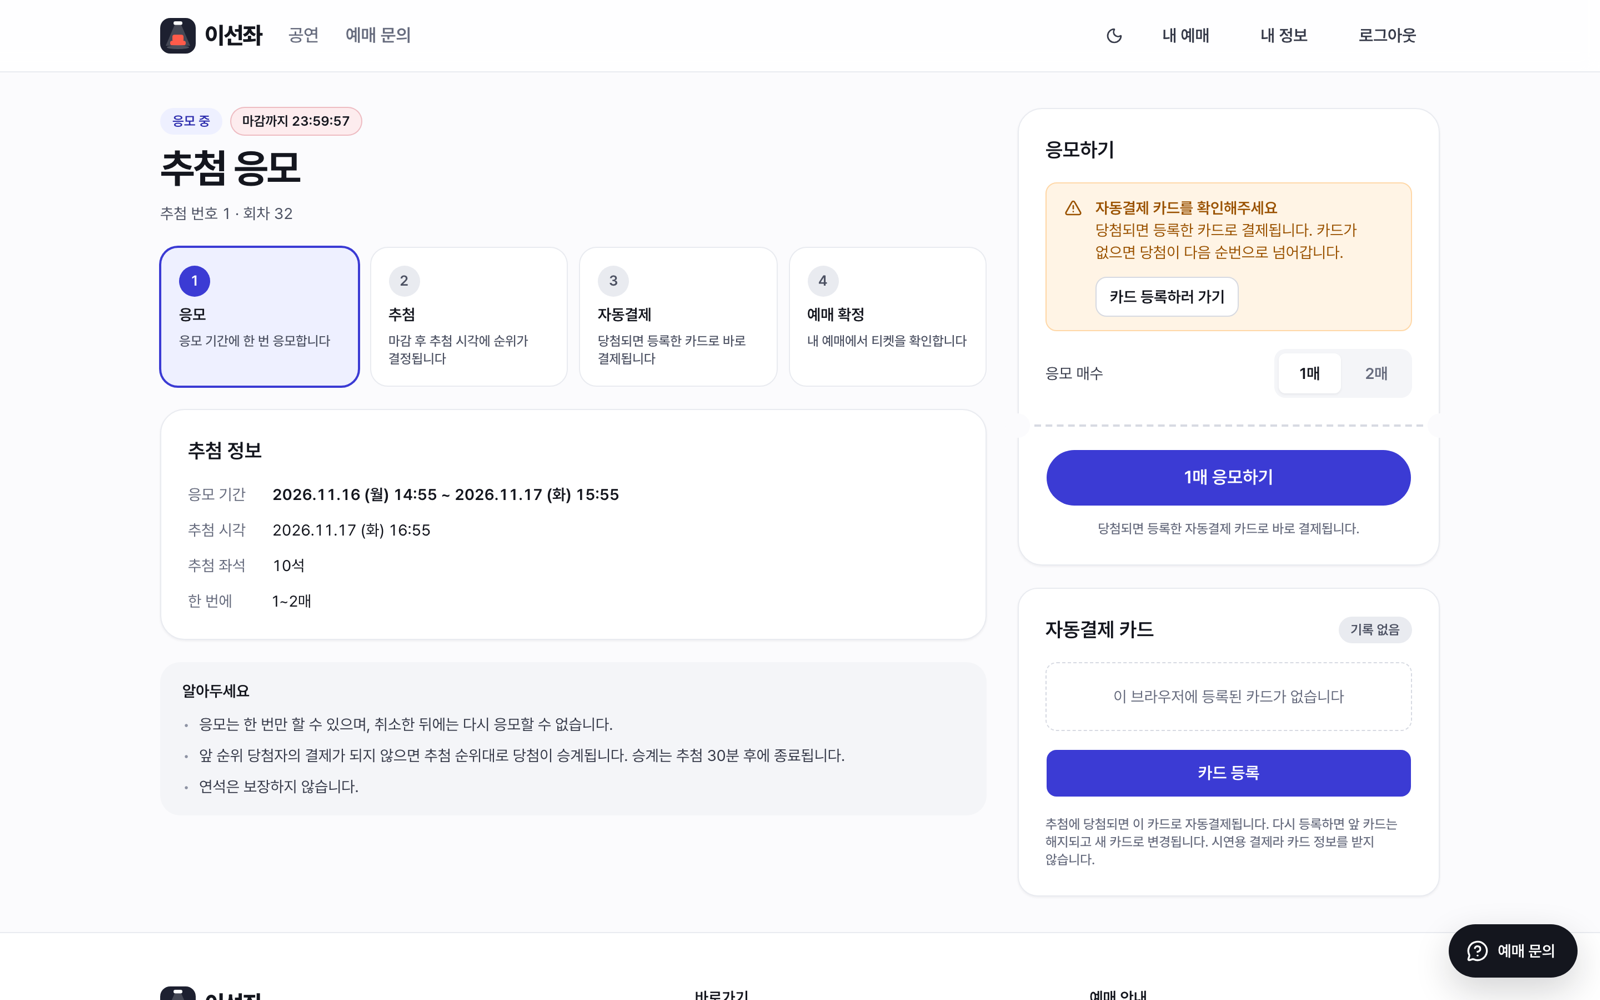 이선좌
공연
예매 문의
내 예매
내 정보
로그아웃
응모 중
마감까지 23:59:57
추첨 응모
추첨 번호 1 · 회차 32
1
응모
응모 기간에 한 번 응모합니다
2
추첨
마감 후 추첨 시각에 순위가
결정됩니다
3
자동결제
당첨되면 등록한 카드로 바로
결제됩니다
4
예매 확정
내 예매에서 티켓을 확인합니다
추첨 정보
응모 기간 2026.11.16 (월) 14:55 ~ 2026.11.17 (화) 15:55
추첨 시각 2026.11.17 (화) 16:55
추첨 좌석 10석
한 번에 1~2매
알아두세요
• 응모는 한 번만 할 수 있으며, 취소한 뒤에는 다시 응모할 수 없습니다.
• 앞 순위 당첨자의 결제가 되지 않으면 추첨 순위대로 당첨이 승계됩니다. 승계는 추첨 30분 후에 종료됩니다.
• 연석은 보장하지 않습니다.
응모하기
자동결제 카드를 확인해주세요
당첨되면 등록한 카드로 결제됩니다. 카드가
없으면 당첨이 다음 순번으로 넘어갑니다.
카드 등록하러 가기
응모 매수
1매
2매
1매 응모하기
당첨되면 등록한 자동결제 카드로 바로 결제됩니다.
자동결제 카드
기록 없음
이 브라우저에 등록된 카드가 없습니다
카드 등록
추첨에 당첨되면 이 카드로 자동결제됩니다. 다시 등록하면 앞 카드는
해지되고 새 카드로 변경됩니다. 시연용 결제라 카드 정보를 받지
않습니다.
예매 문의
이선좌
바로가기
예매 안내